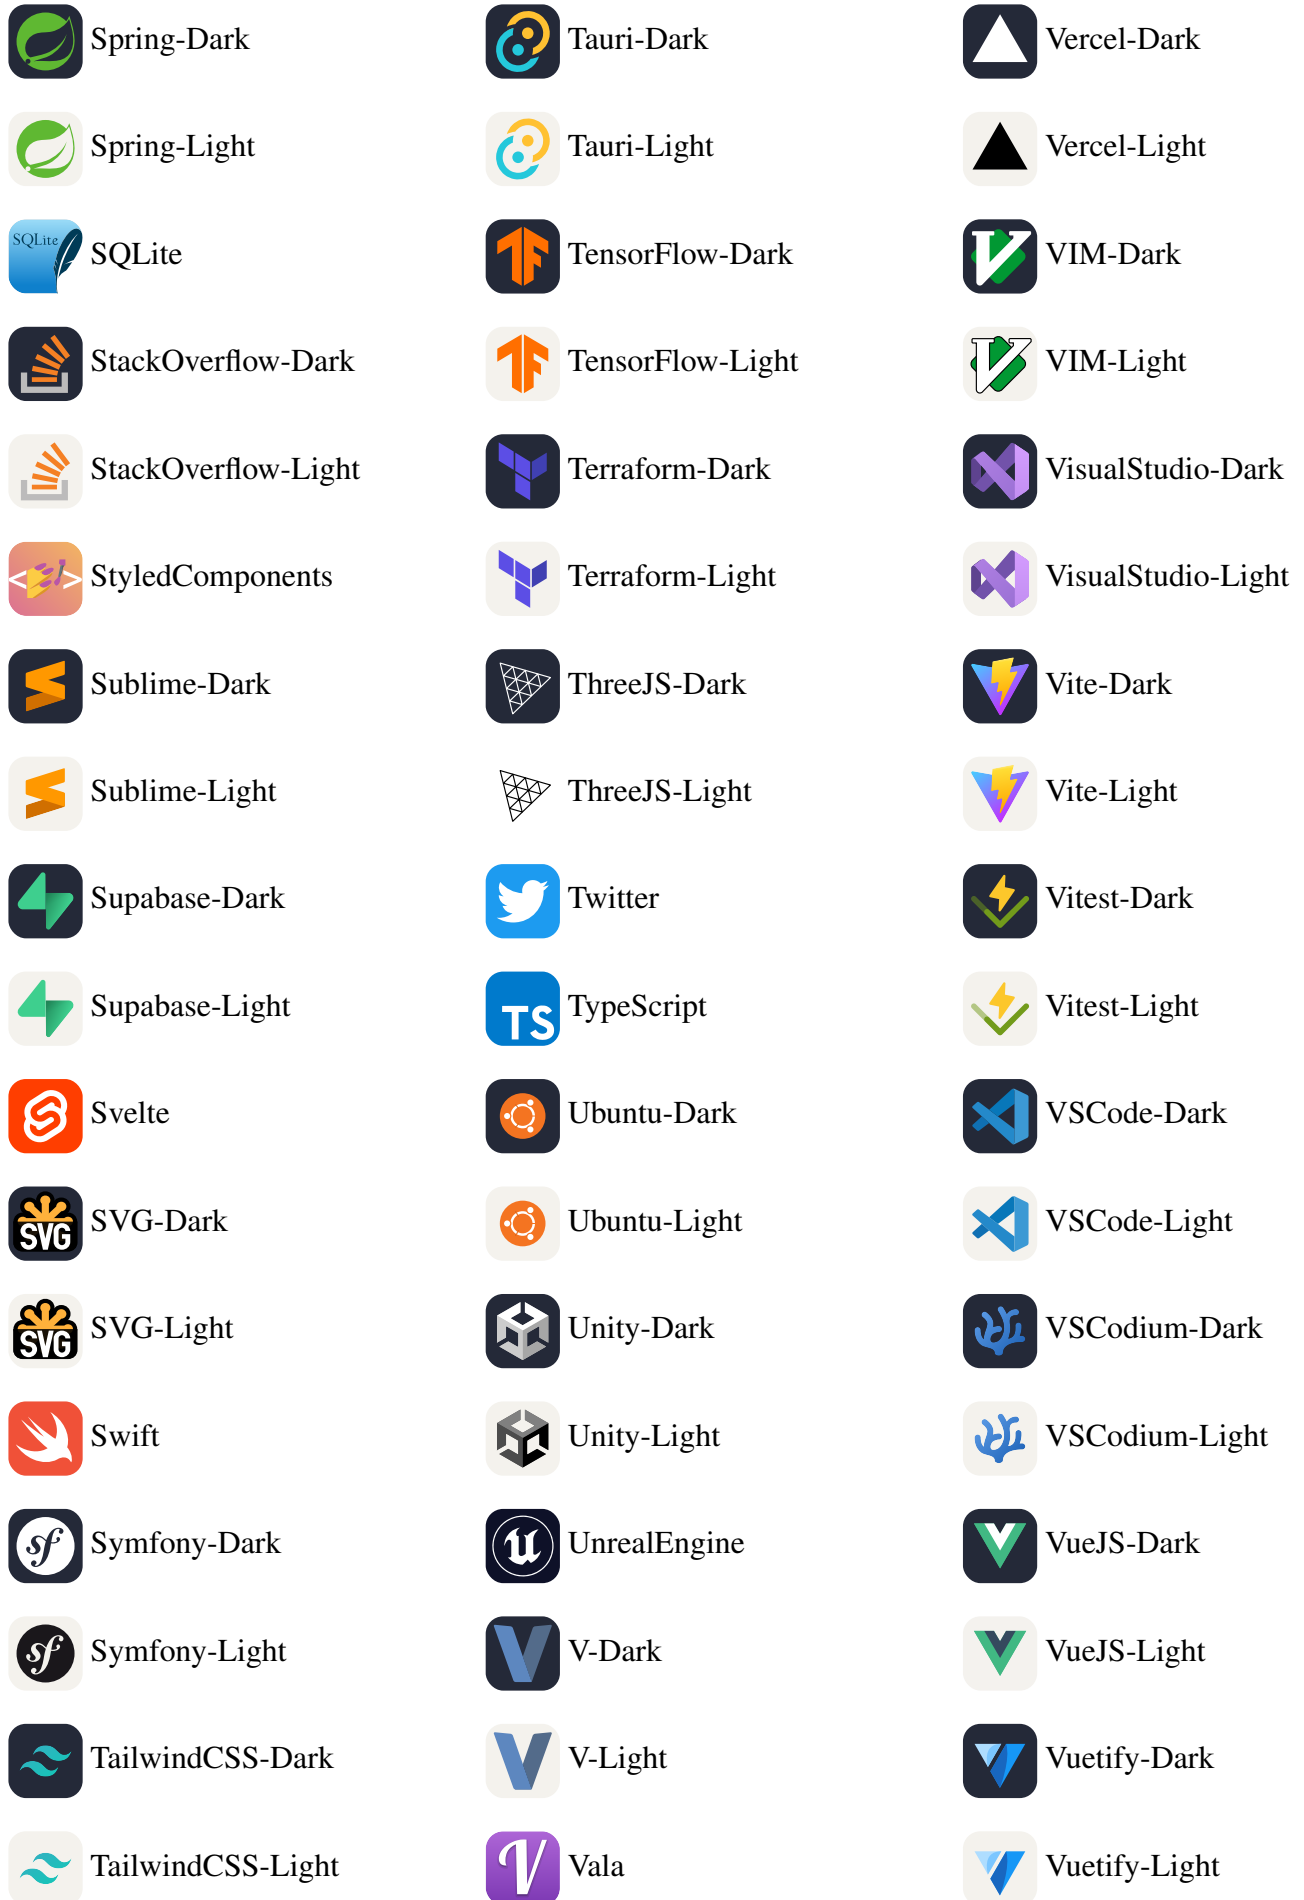 Spring-Dark
Spring-Light
SQLite
SQLite
StackOverflow-Dark
StackOverflow-Light
StyledComponents
Sublime-Dark
Sublime-Light
Supabase-Dark
Supabase-Light
Svelte
SVG
SVG-Dark
SVG
SVG-Light
Swift
sf
Symfony-Dark
sf
Symfony-Light
TailwindCSS-Dark
TailwindCSS-Light
Tauri-Dark
Tauri-Light
TensorFlow-Dark
TensorFlow-Light
Terraform-Dark
Terraform-Light
ThreeJS-Dark
ThreeJS-Light
Twitter
TS
TypeScript
Ubuntu-Dark
Ubuntu-Light
Unity-Dark
Unity-Light
UnrealEngine
V-Dark
V-Light
Vala
Vercel-Dark
Vercel-Light
VIM-Dark
VIM-Light
VisualStudio-Dark
VisualStudio-Light
Vite-Dark
Vite-Light
Vitest-Dark
Vitest-Light
VSCode-Dark
VSCode-Light
VSCodium-Dark
VSCodium-Light
VueJS-Dark
VueJS-Light
Vuetify-Dark
Vuetify-Light